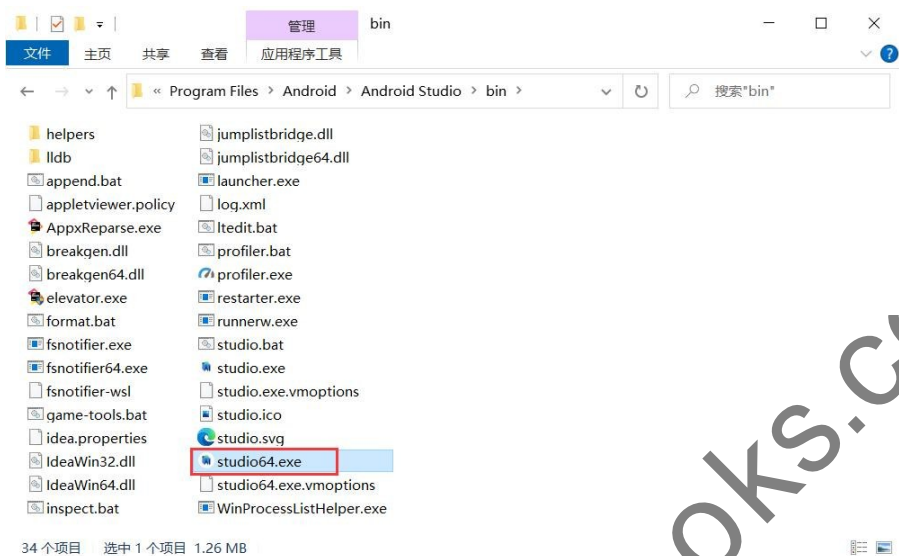 管理
bin
文件
主页
共享
查看
应用程序工具
« Program Files > Android > Android Studio > bin >
搜索"bin"
helpers
lldb
append.bat
appletviewer.policy
AppxReparse.exe
breakgen.dll
breakgen64.dll
elevator.exe
format.bat
fsnotifier.exe
fsnotifier64.exe
fsnotifier-wsl
game-tools.bat
idea.properties
IdeaWin32.dll
IdeaWin64.dll
inspect.bat
jumplistbridge.dll
jumplistbridge64.dll
launcher.exe
log.xml
ltedit.bat
profiler.bat
profiler.exe
restarter.exe
runnerw.exe
studio.bat
studio.exe
studio.exe.vmoptions
studio.ico
studio.svg
studio64.exe
studio64.exe.vmoptions
WinProcessListHelper.exe
34 个项目
选中 1 个项目 1.26 MB